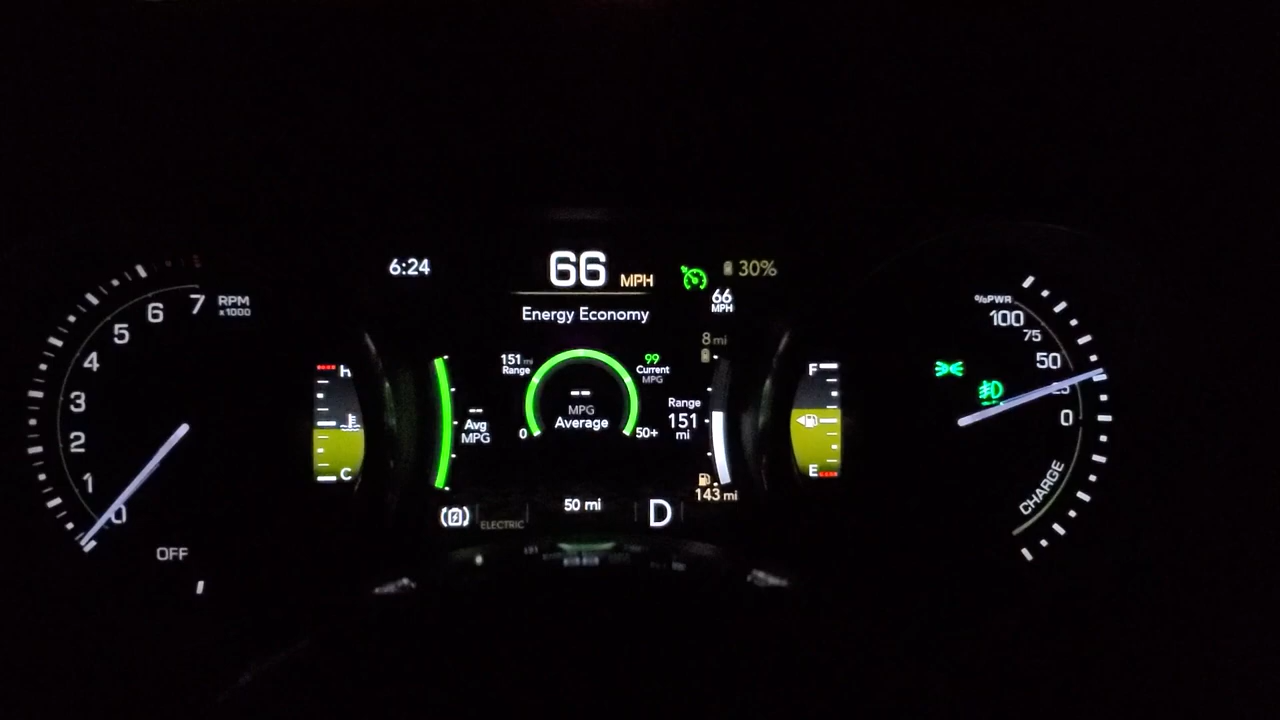 6:24
66 MPH
30%
66
MPH
Energy Economy
7
6
5
4
3
2
1
0
RPM
x1000
OFF
H
C
151 mi
Range
99
Current
MPG
8 mi
--
MPG
Average
0
50+
--
Avg
MPG
Range
151
mi
143 mi
ELECTRIC
50 mi
D
F
E
%PWR
100
75
50
0
CHARGE